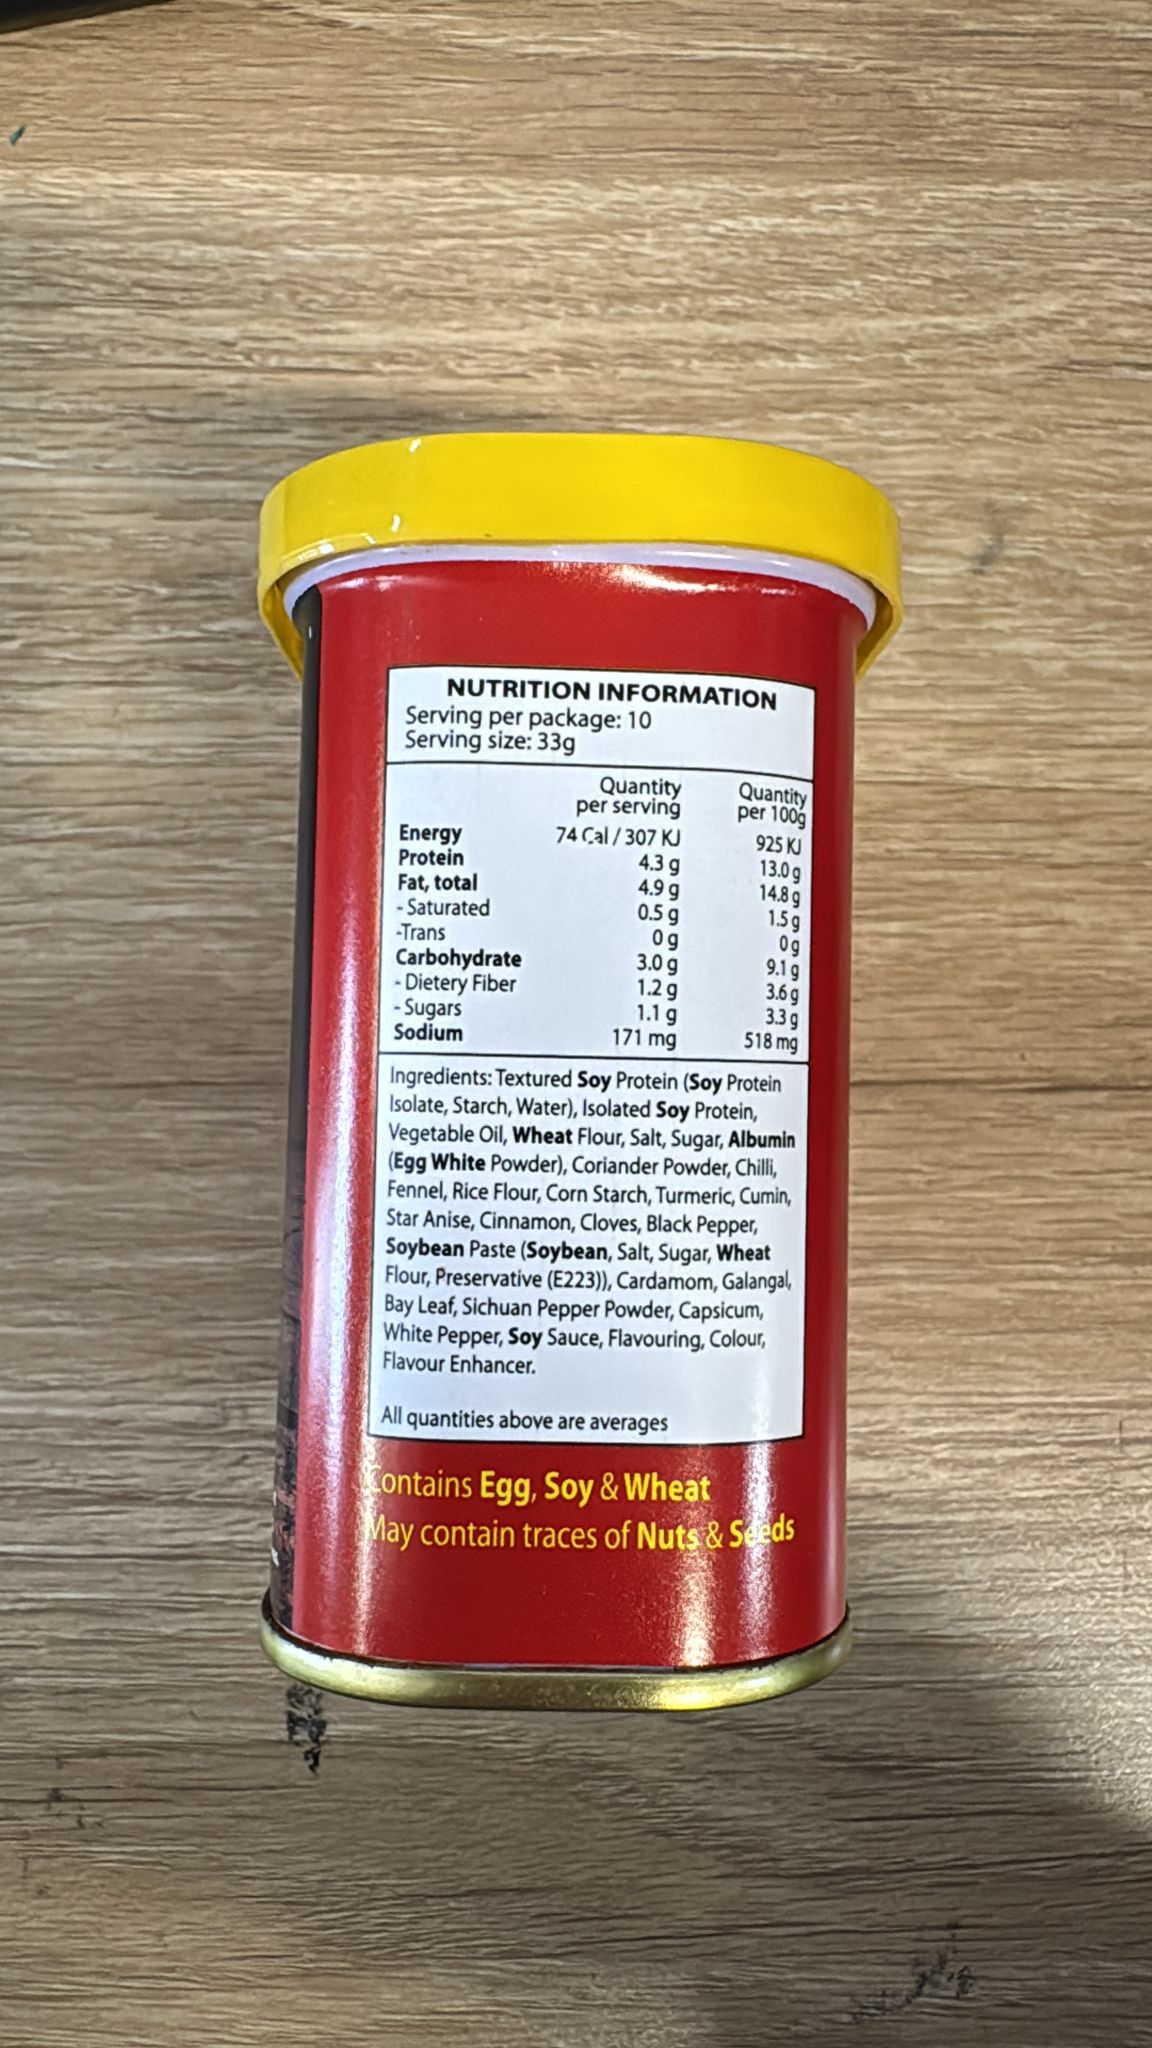 NUTRITION INFORMATION
Serving per package: 10
Serving size: 33g
Quantity per serving Quantity per 100g
Energy 74 Cal / 307 KJ 925 KJ
Protein 4.3 g 13.0 g
Fat, total 4.9 g 14.8 g
- Saturated 0.5 g 1.5 g
-Trans 0 g 0 g
Carbohydrate 3.0 g 9.1 g
- Dietery Fiber 1.2 g 3.6 g
- Sugars 1.1 g 3.3 g
Sodium 171 mg 518 mg
Ingredients: Textured Soy Protein (Soy Protein
Isolate, Starch, Water), Isolated Soy Protein,
Vegetable Oil, Wheat Flour, Salt, Sugar, Albumin
(Egg White Powder), Coriander Powder, Chilli,
Fennel, Rice Flour, Corn Starch, Turmeric, Cumin,
Star Anise, Cinnamon, Cloves, Black Pepper,
Soybean Paste (Soybean, Salt, Sugar, Wheat
Flour, Preservative (E223)), Cardamom, Galangal,
Bay Leaf, Sichuan Pepper Powder, Capsicum,
White Pepper, Soy Sauce, Flavouring, Colour,
Flavour Enhancer.
All quantities above are averages
Contains Egg, Soy & Wheat
May contain traces of Nuts & Seeds